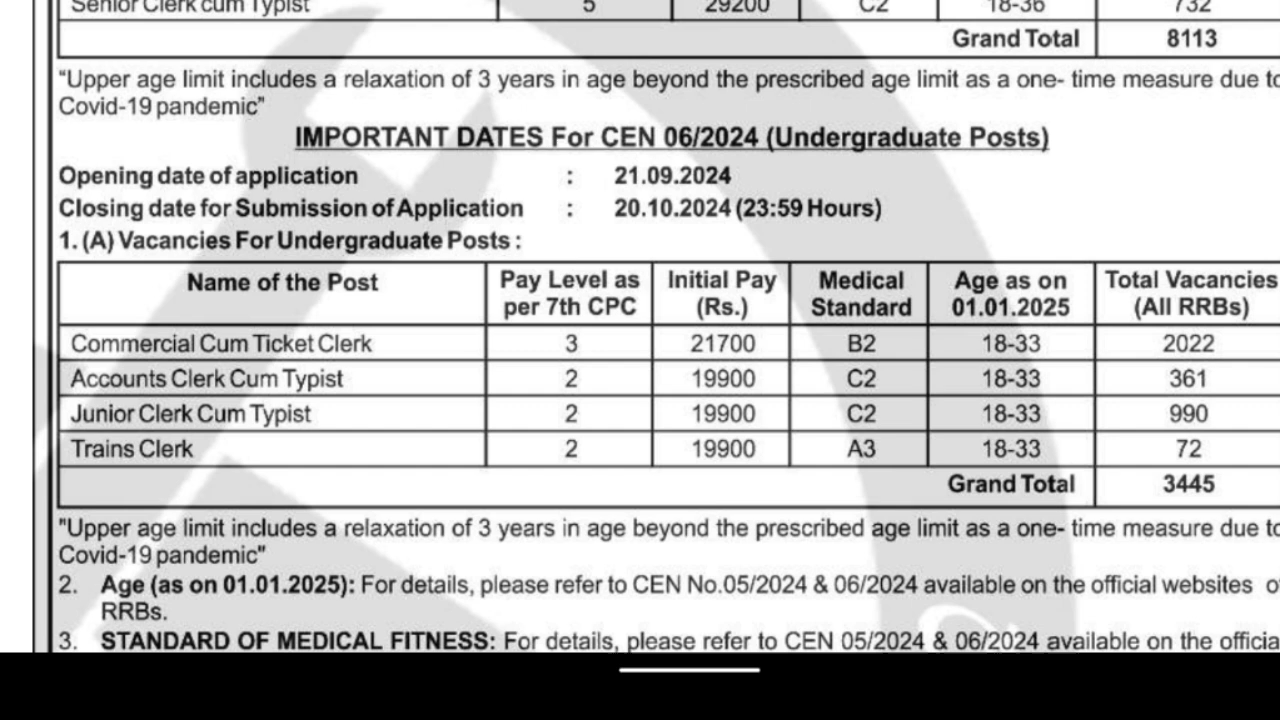 Senior Clerk cum Typist 5 29200 C2 18-36 732
Grand Total 8113
"Upper age limit includes a relaxation of 3 years in age beyond the prescribed age limit as a one- time measure due to
Covid-19 pandemic"
IMPORTANT DATES For CEN 06/2024 (Undergraduate Posts)
Opening date of application : 21.09.2024
Closing date for Submission of Application : 20.10.2024 (23:59 Hours)
1. (A) Vacancies For Undergraduate Posts :
Name of the Post Pay Level as per 7th CPC Initial Pay (Rs.) Medical Standard Age as on 01.01.2025 Total Vacancies (All RRBs)
Commercial Cum Ticket Clerk 3 21700 B2 18-33 2022
Accounts Clerk Cum Typist 2 19900 C2 18-33 361
Junior Clerk Cum Typist 2 19900 C2 18-33 990
Trains Clerk 2 19900 A3 18-33 72
Grand Total 3445
"Upper age limit includes a relaxation of 3 years in age beyond the prescribed age limit as a one- time measure due to
Covid-19 pandemic"
2. Age (as on 01.01.2025): For details, please refer to CEN No.05/2024 & 06/2024 available on the official websites
RRBs.
3. STANDARD OF MEDICAL FITNESS: For details, please refer to CEN 05/2024 & 06/2024 available on the